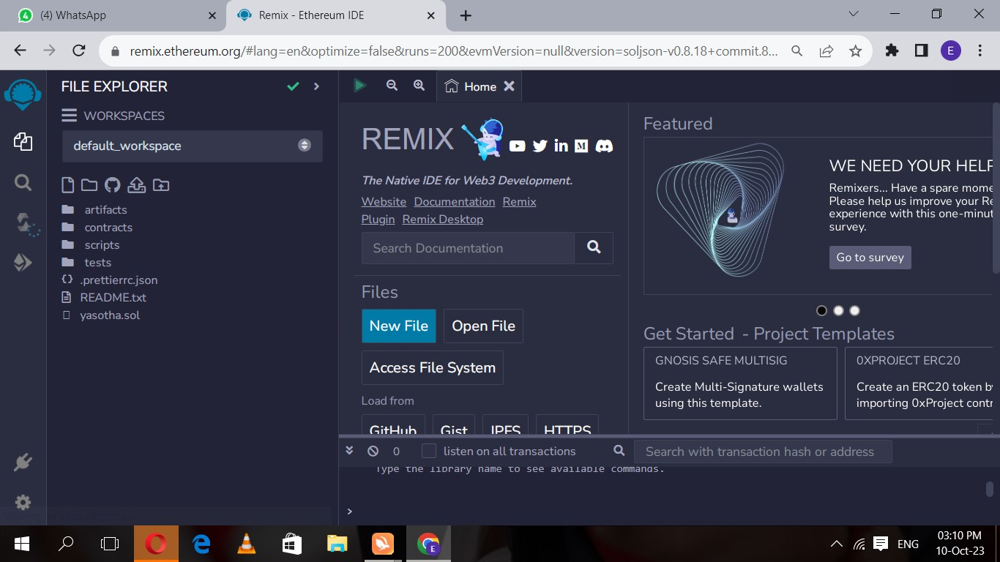 (4) WhatsApp
Remix - Ethereum IDE
remix.ethereum.org/#lang=en&optimize=false&runs=200&evmVersion=null&version=soljson-v0.8.18+commit.8...
E
FILE EXPLORER
WORKSPACES
default_workspace
artifacts
contracts
scripts
tests
.prettierrc.json
README.txt
yasotha.sol
Home
REMIX
The Native IDE for Web3 Development.
Website Documentation Remix
Plugin Remix Desktop
Search Documentation
Files
New File Open File
Access File System
Load from
GitHub Gist IPFS HTTPS
Featured
WE NEED YOUR HELP
Remixers... Have a spare mome
Please help us improve your Re
experience with this one-minut
survey.
Go to survey
Get Started - Project Templates
GNOSIS SAFE MULTISIG
Create Multi-Signature wallets
using this template.
0XPROJECT ERC20
Create an ERC20 token by
importing 0xProject contr
0 listen on all transactions Search with transaction hash or address
Type the library name to see available commands.
>
ENG
03:10 PM
10-Oct-23